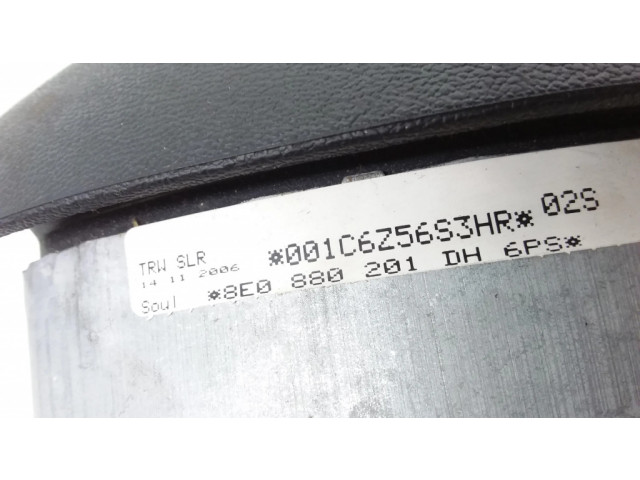 TRW SLR *001C6Z56S3HR* 02S
14 11 2006
Soul *8E0 880 201 DH 6PS*